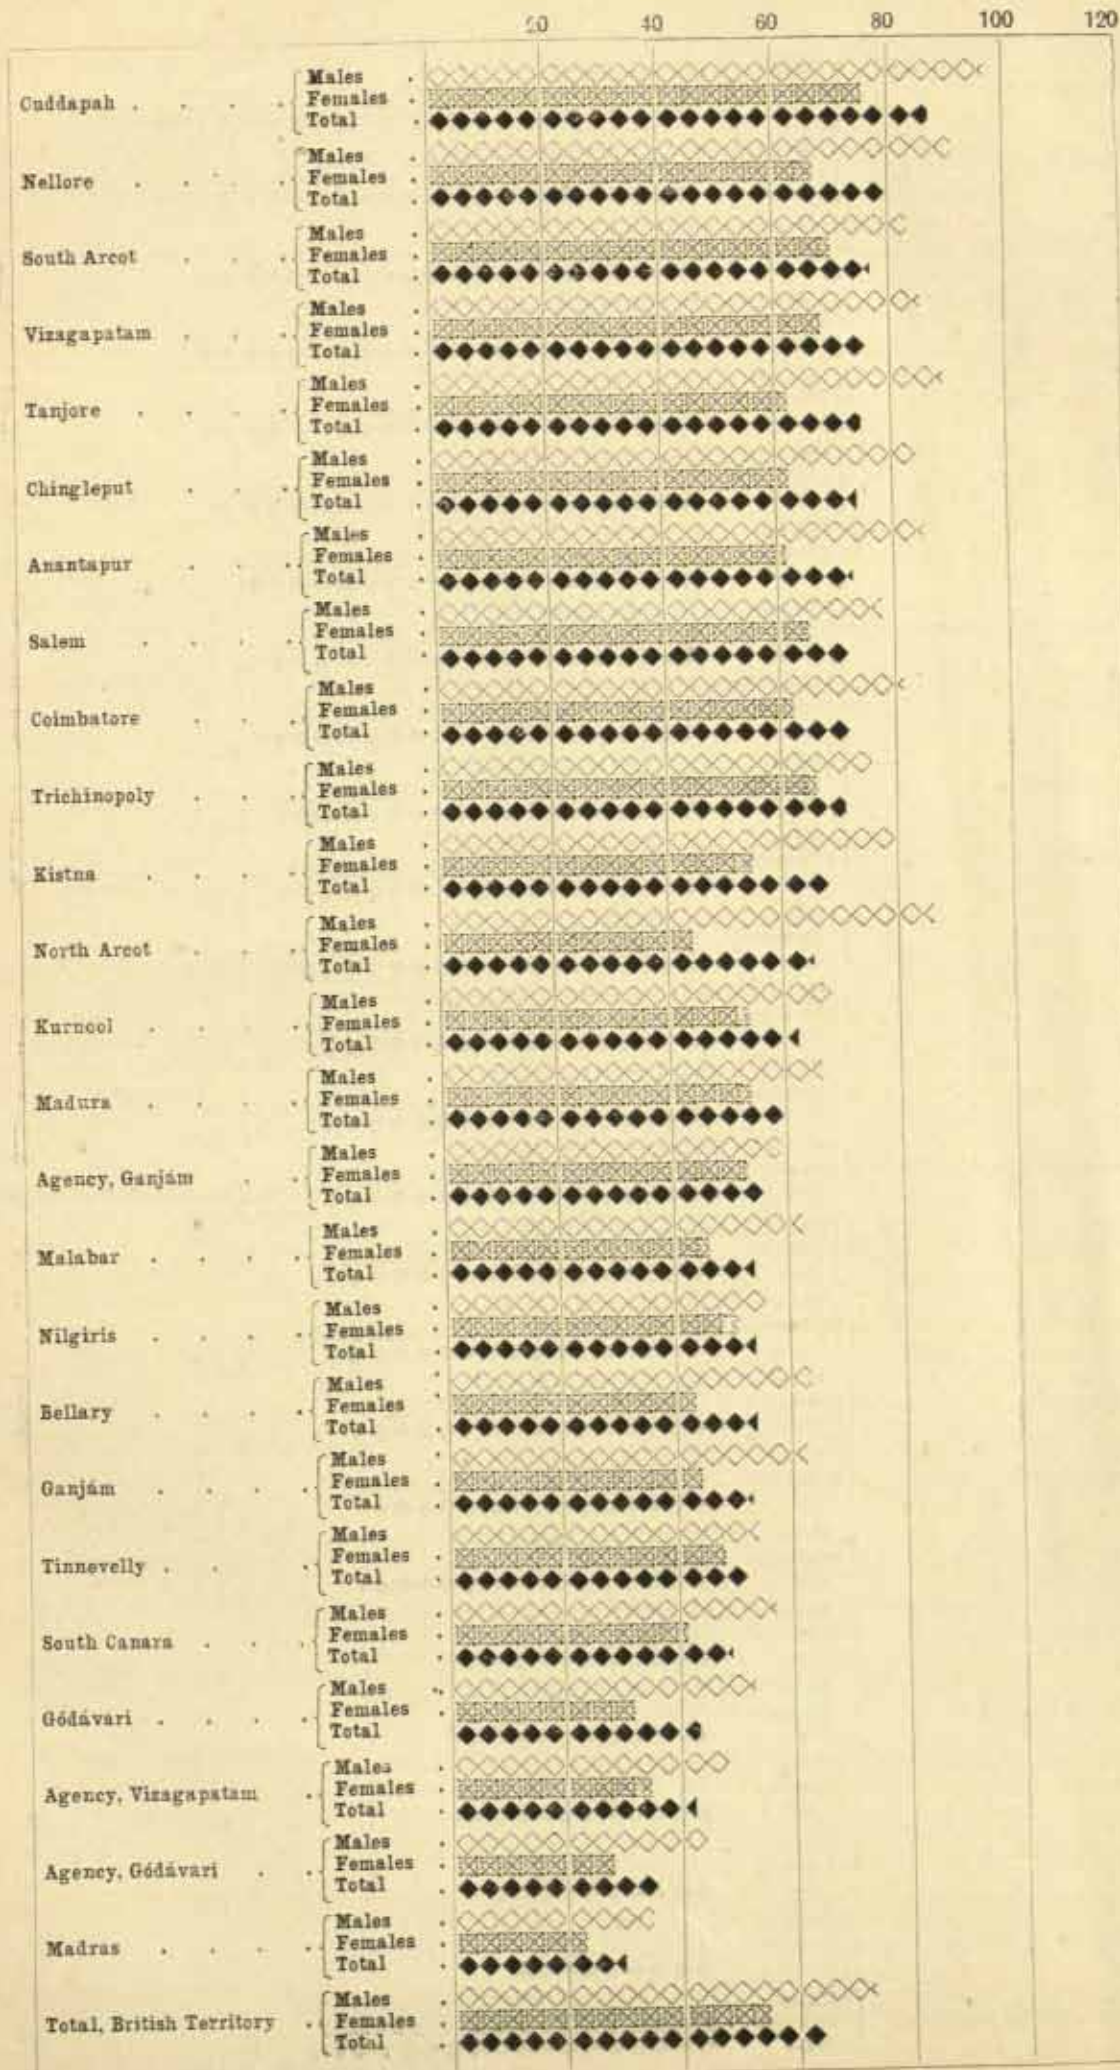 20 40 60 80 100 120
Cuddapah . . . . Males .
Females .
Total .
Nellore . . . . Males .
Females .
Total .
South Arcot . . . Males .
Females .
Total .
Vizagapatam . . . Males .
Females .
Total .
Tanjore . . . . Males .
Females .
Total .
Chingleput . . . Males .
Females .
Total .
Anantapur . . . Males .
Females .
Total .
Salem . . . . Males .
Females .
Total .
Coimbatore . . . Males .
Females .
Total .
Trichinopoly . . . Males .
Females .
Total .
Kistna . . . . Males .
Females .
Total .
North Arcot . . . Males .
Females .
Total .
Kurnool . . . . Males .
Females .
Total .
Madura . . . . Males .
Females .
Total .
Agency, Ganjám . . Males .
Females .
Total .
Malabar . . . . Males .
Females .
Total .
Nilgiris . . . . Males .
Females .
Total .
Bellary . . . . Males .
Females .
Total .
Ganjám . . . . Males .
Females .
Total .
Tinnevelly . . . Males .
Females .
Total .
South Canara . . . Males .
Females .
Total .
Gódávari . . . . Males .
Females .
Total .
Agency, Vizagapatam . Males .
Females .
Total .
Agency, Gódávari . . Males .
Females .
Total .
Madras . . . . Males .
Females .
Total .
Total, British Territory . Males .
Females .
Total .